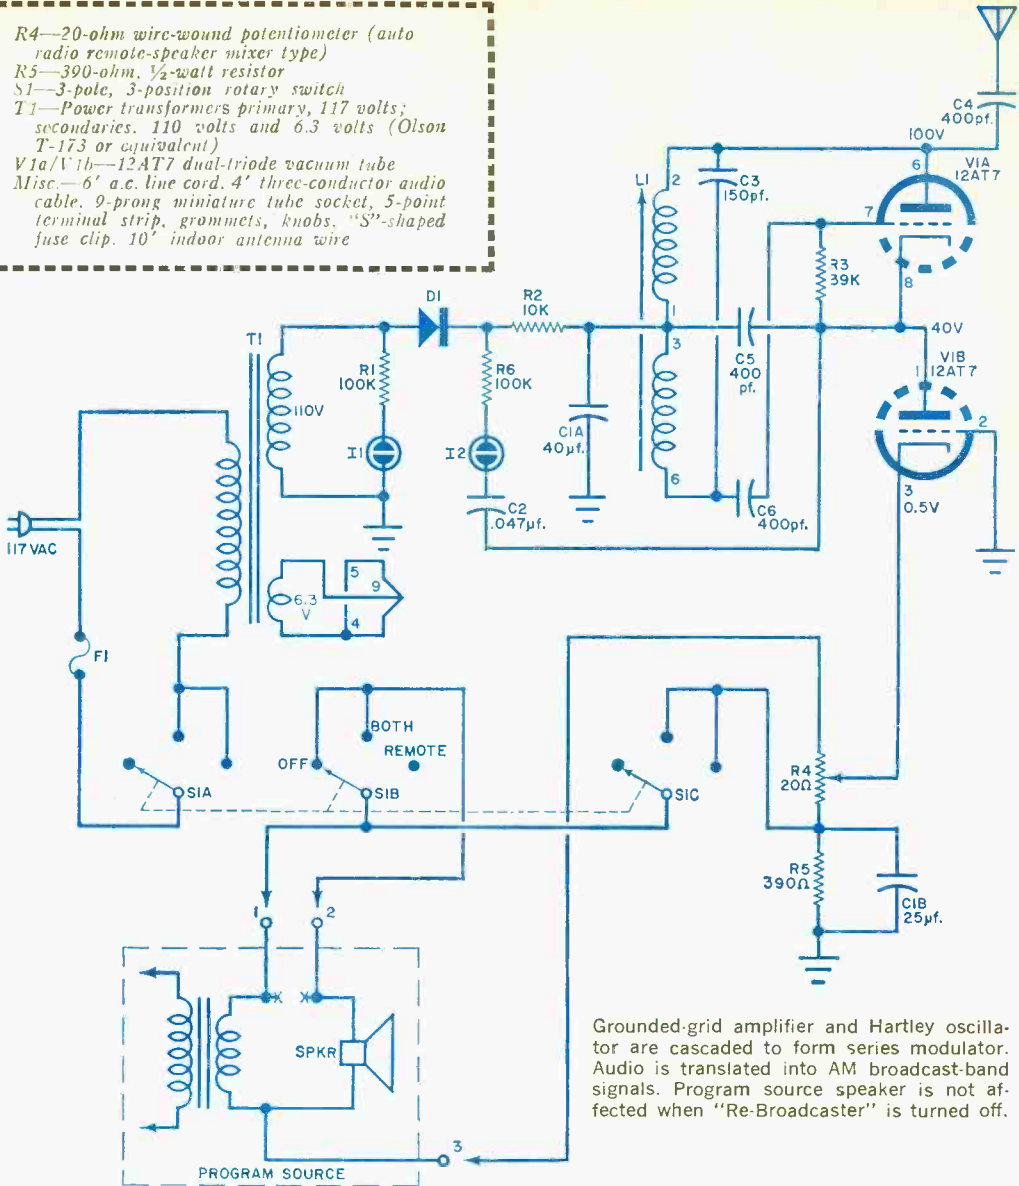 R4—20-ohm wire-wound potentiometer (auto
radio remote-speaker mixer type)
R5—390-ohm, ½-watt resistor
S1—3-pole, 3-position rotary switch
T1—Power transformers primary, 117 volts;
secondaries, 110 volts and 6.3 volts (Olson
T-173 or equivalent)
V1a/V1b—12AT7 dual-triode vacuum tube
Misc.—6' a.c. line cord, 4' three-conductor audio
cable, 9-prong miniature tube socket, 5-point
terminal strip, grommets, knobs, "S"-shaped
fuse clip, 10' indoor antenna wire
C4
400pf.
100V
6
V1A
12AT7
L1
2
C3
150pf.
7
R3
39K
8
D1
R2
10K
1
40V
T1
3
R1
100K
R6
100K
C5
400
pf.
V1B
1
12AT7
110V
C1A
40µf.
2
I1
I2
6
3
0.5V
C2
.047µf.
C6
400pf.
117 VAC
5
9
6.3
V
4
F1
BOTH
REMOTE
OFF
S1A
S1B
S1C
R4
20Ω
R5
390Ω
C1B
25µf.
1
2
X
X
SPKR
3
PROGRAM SOURCE
Grounded-grid amplifier and Hartley oscilla-
tor are cascaded to form series modulator.
Audio is translated into AM broadcast-band
signals. Program source speaker is not af-
fected when "Re-Broadcaster" is turned off.